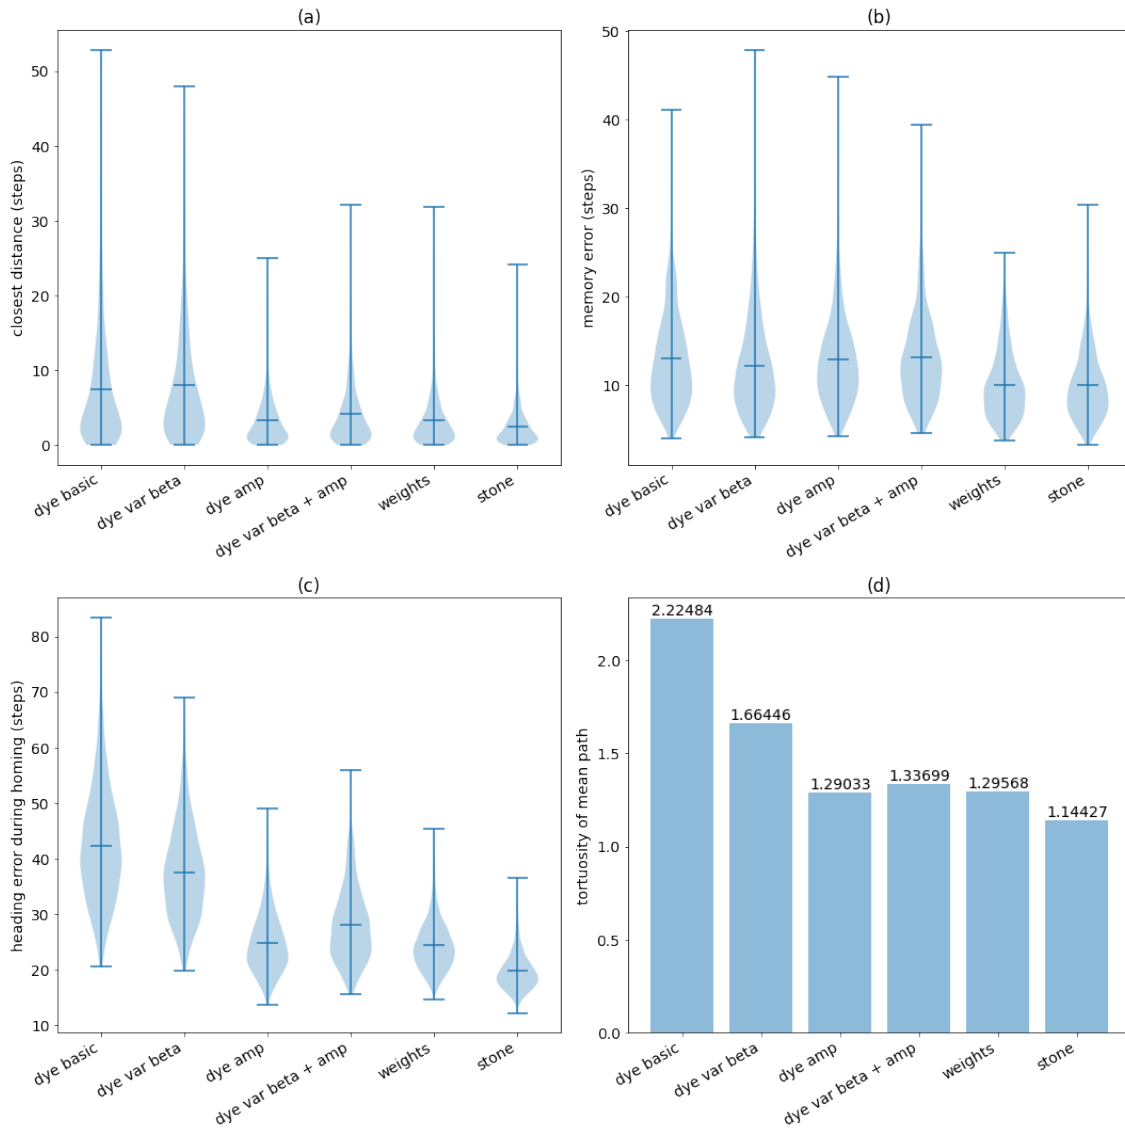 (a)
closest distance (steps)
50
40
30
20
10
0
dye basic
dye var beta
dye amp
dye var beta + amp
weights
stone
(b)
memory error (steps)
50
40
30
20
10
dye basic
dye var beta
dye amp
dye var beta + amp
weights
stone
(c)
heading error during homing (steps)
80
70
60
50
40
30
20
10
dye basic
dye var beta
dye amp
dye var beta + amp
weights
stone
(d)
tortuosity of mean path
2.0
1.5
1.0
0.5
0.0
2.22484
1.66446
1.29033
1.33699
1.29568
1.14427
dye basic
dye var beta
dye amp
dye var beta + amp
weights
stone